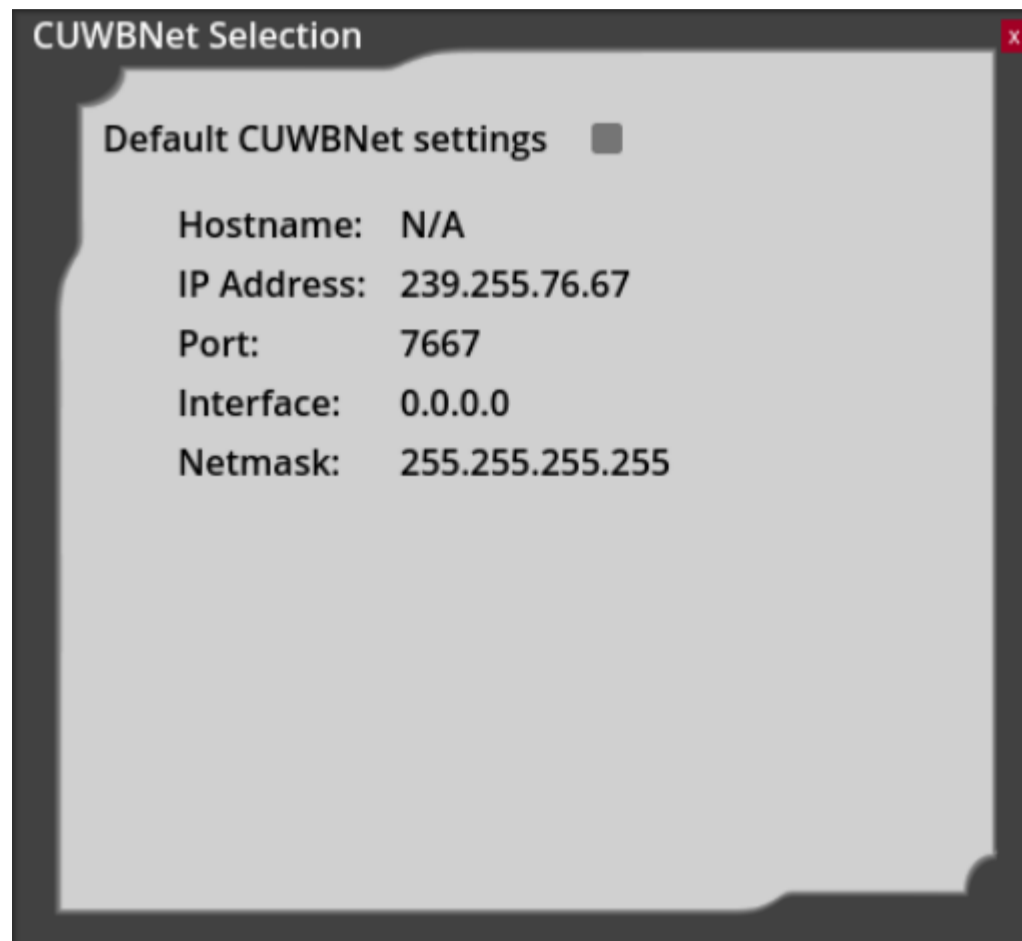 CUWBNet Selection
x
Default CUWBNet settings
Hostname: N/A
IP Address: 239.255.76.67
Port: 7667
Interface: 0.0.0.0
Netmask: 255.255.255.255